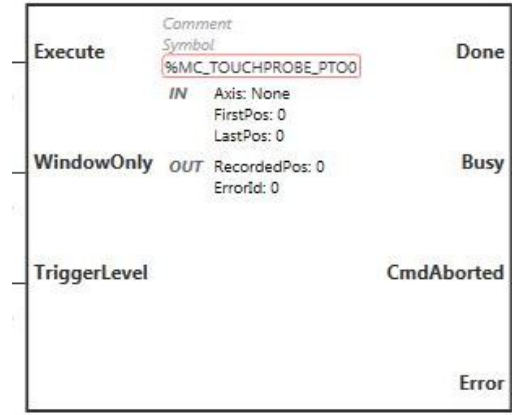 Comment
Symbol
Execute
%MC_TOUCHPROBE_PTO0
Done
IN Axis: None
FirstPos: 0
LastPos: 0
WindowOnly
OUT RecordedPos: 0
Busy
ErrorId: 0
TriggerLevel
CmdAborted
Error